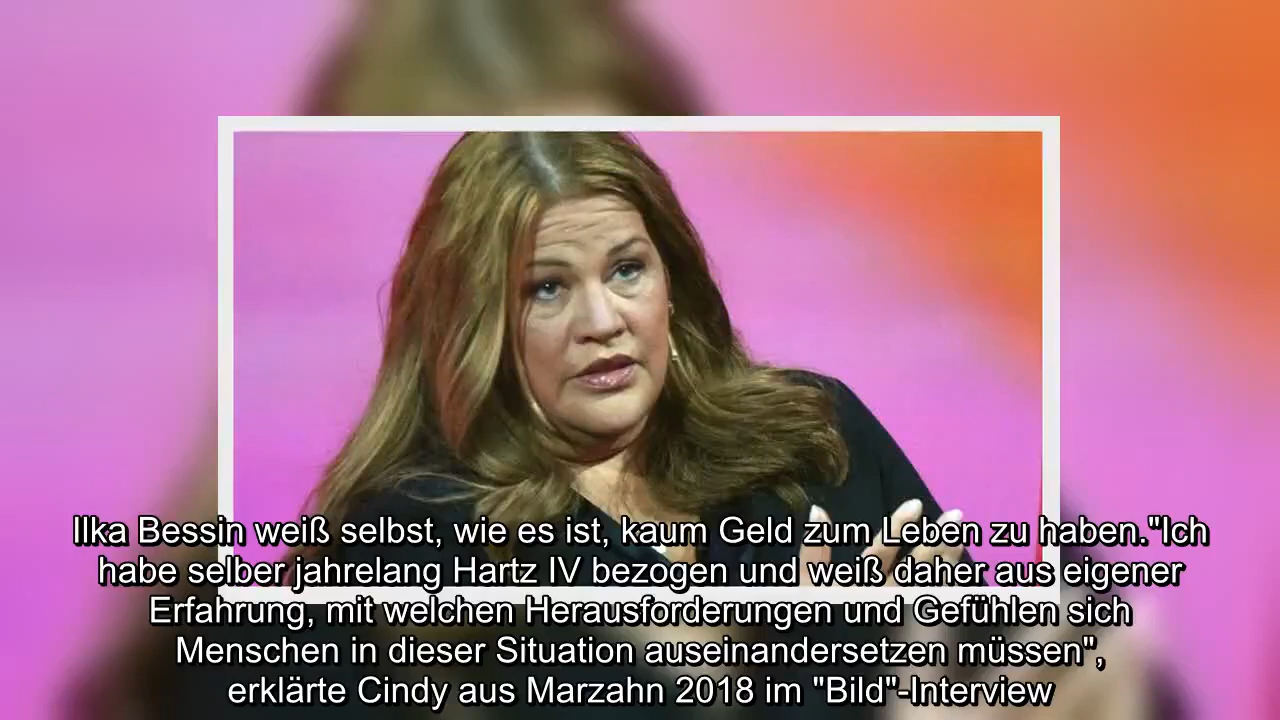 Ilka Bessin weiß selbst, wie es ist, kaum Geld zum Leben zu haben."Ich
habe selber jahrelang Hartz IV bezogen und weiß daher aus eigener
Erfahrung, mit welchen Herausforderungen und Gefühlen sich
Menschen in dieser Situation auseinandersetzen müssen",
erklärte Cindy aus Marzahn 2018 im "Bild"-Interview